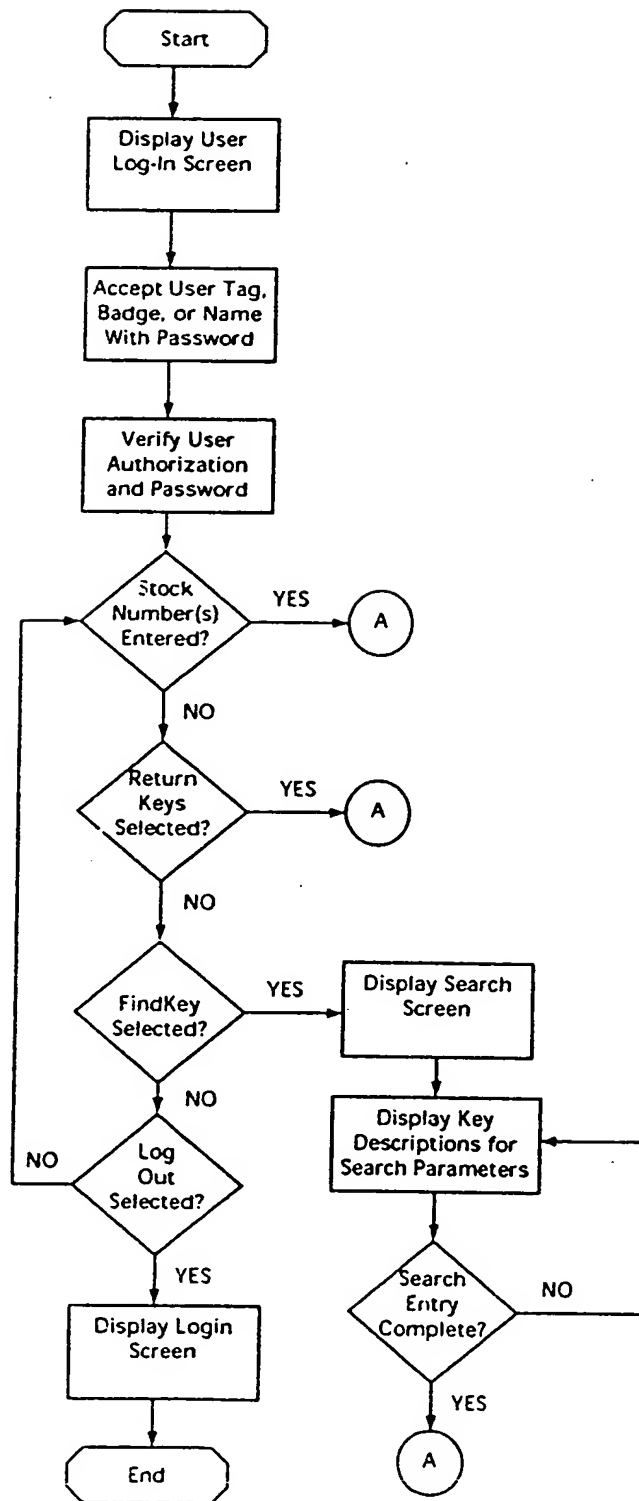 Start
Display User
Log-In Screen
Accept User Tag,
Badge, or Name
With Password
Verify User
Authorization
and Password
Stock
Number(s)
Entered?
YES
A
NO
Return
Keys
Selected?
YES
A
NO
FindKey
Selected?
YES
Display Search
Screen
NO
Display Key
Descriptions for
Search Parameters
NO
Log
Out
Selected?
YES
Search
Entry
Complete?
NO
Display Login
Screen
YES
A
End